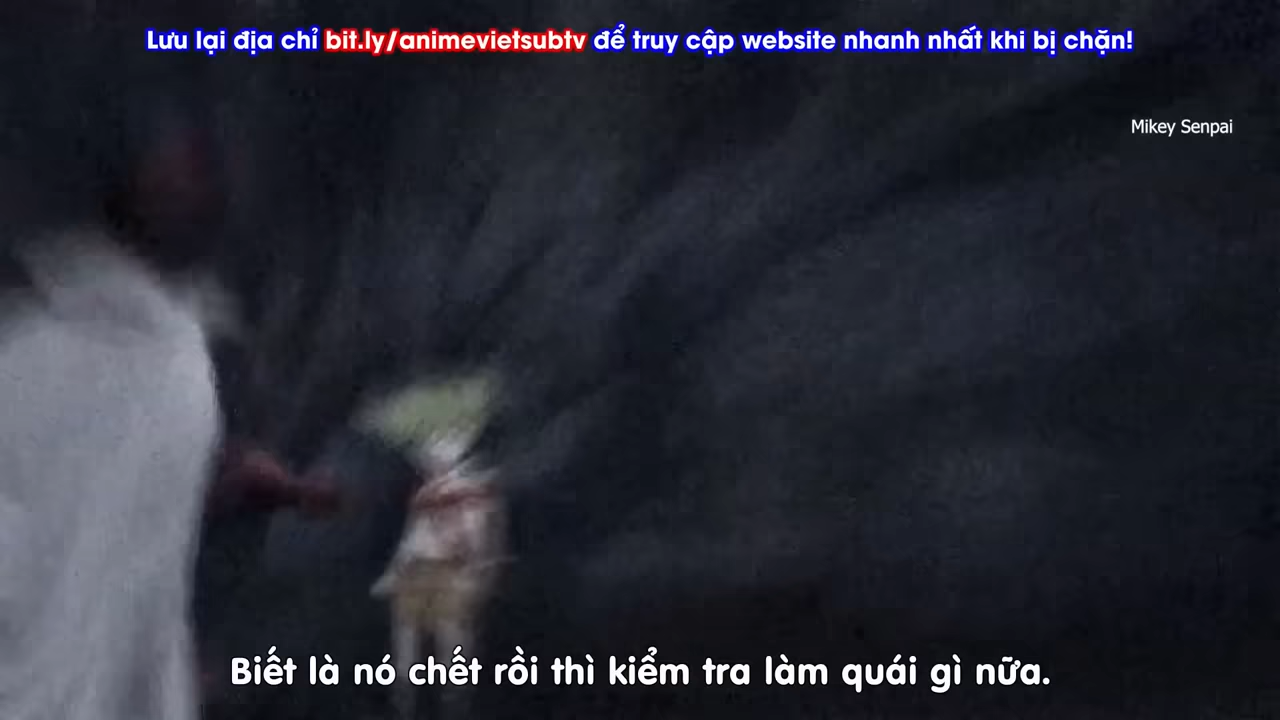 Lưu lại địa chỉ bit.ly/animevietsubtv để truy cập website nhanh nhất khi bị chặn!
Mikey Senpai
Biết là nó chết rồi thì kiểm tra làm quái gì nữa.